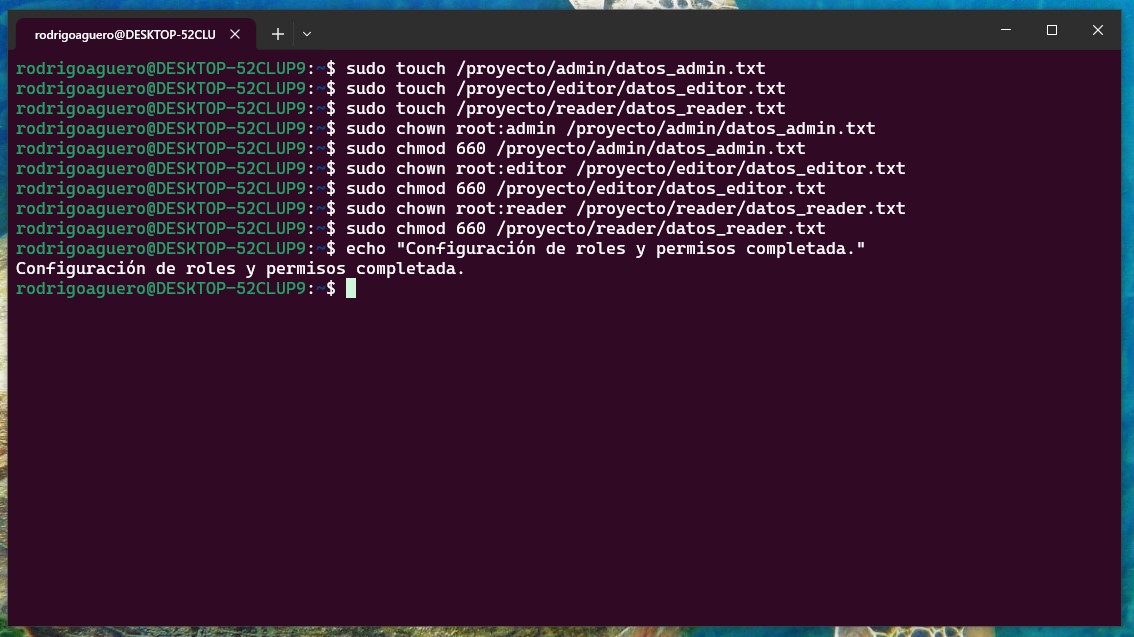 rodrigoaguero@DESKTOP-52CLU
rodrigoaguero@DESKTOP-52CLUP9:~$ sudo touch /proyecto/admin/datos_admin.txt
rodrigoaguero@DESKTOP-52CLUP9:~$ sudo touch /proyecto/editor/datos_editor.txt
rodrigoaguero@DESKTOP-52CLUP9:~$ sudo touch /proyecto/reader/datos_reader.txt
rodrigoaguero@DESKTOP-52CLUP9:~$ sudo chown root:admin /proyecto/admin/datos_admin.txt
rodrigoaguero@DESKTOP-52CLUP9:~$ sudo chmod 660 /proyecto/admin/datos_admin.txt
rodrigoaguero@DESKTOP-52CLUP9:~$ sudo chown root:editor /proyecto/editor/datos_editor.txt
rodrigoaguero@DESKTOP-52CLUP9:~$ sudo chmod 660 /proyecto/editor/datos_editor.txt
rodrigoaguero@DESKTOP-52CLUP9:~$ sudo chown root:reader /proyecto/reader/datos_reader.txt
rodrigoaguero@DESKTOP-52CLUP9:~$ sudo chmod 660 /proyecto/reader/datos_reader.txt
rodrigoaguero@DESKTOP-52CLUP9:~$ echo "Configuración de roles y permisos completada."
Configuración de roles y permisos completada.
rodrigoaguero@DESKTOP-52CLUP9:~$